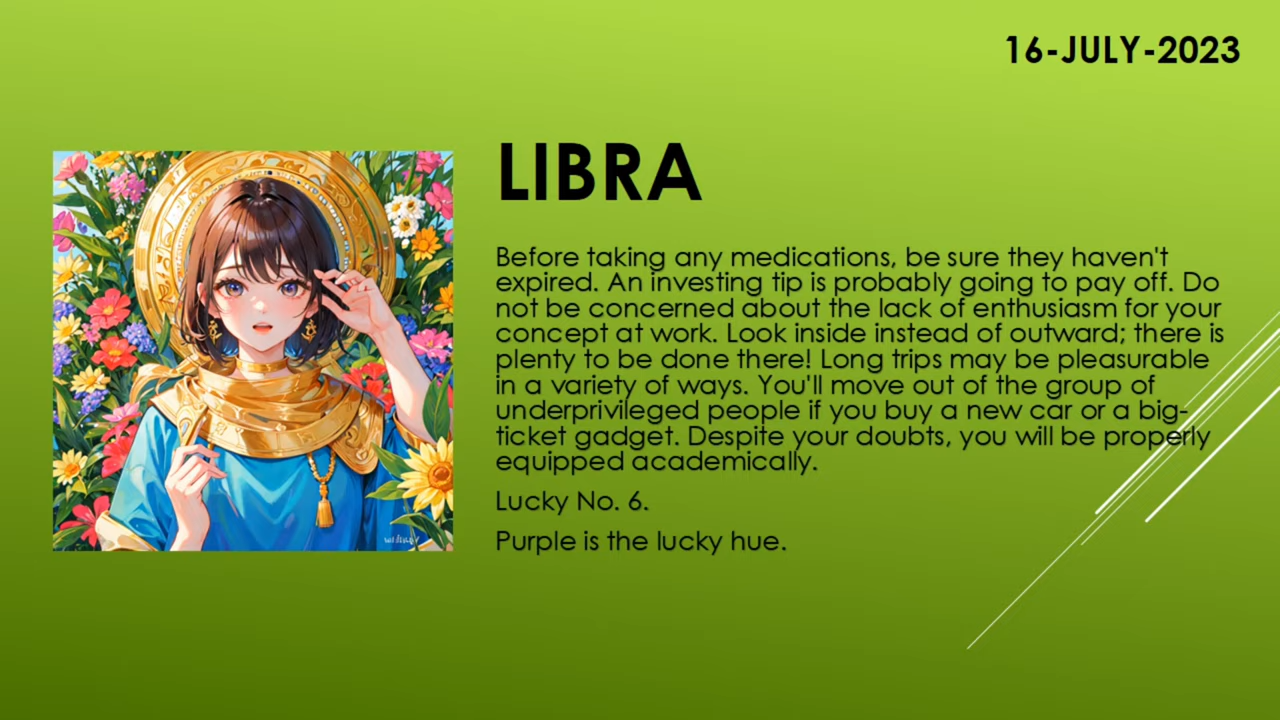 16-JULY-2023
LIBRA
Before taking any medications, be sure they haven't
expired. An investing tip is probably going to pay off. Do
not be concerned about the lack of enthusiasm for your
concept at work. Look inside instead of outward; there is
plenty to be done there! Long trips may be pleasurable
in a variety of ways. You'll move out of the group of
underprivileged people if you buy a new car or a big-
ticket gadget. Despite your doubts, you will be properly
equipped academically.
Lucky No. 6.
Purple is the lucky hue.